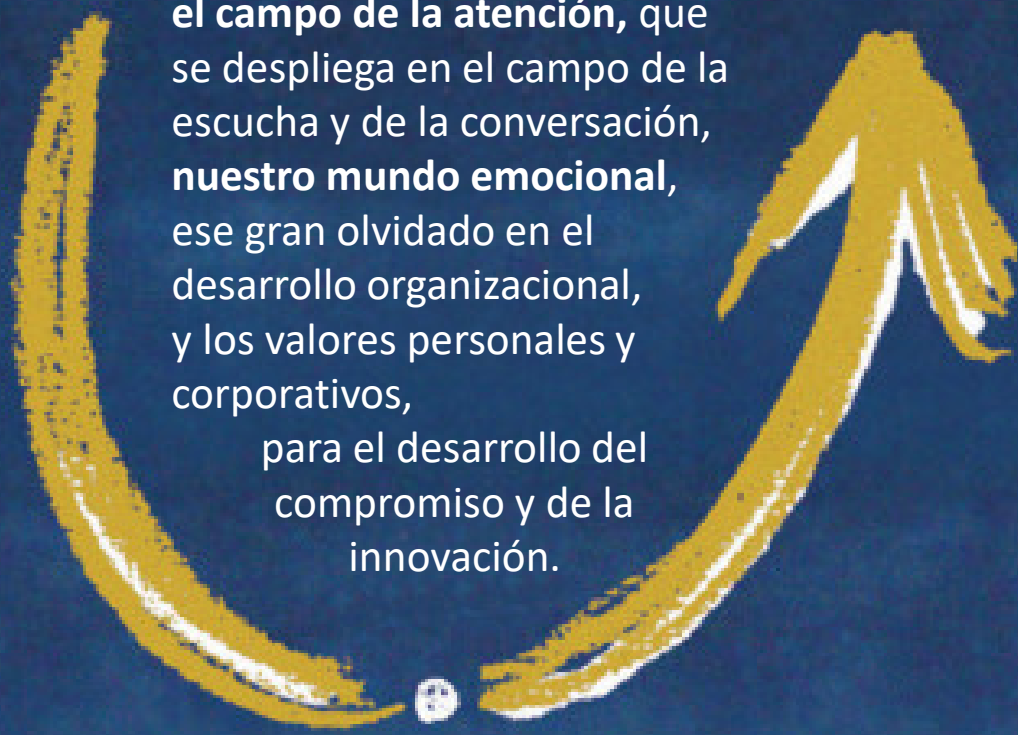 el campo de la atención, que
se despliega en el campo de la
escucha y de la conversación,
nuestro mundo emocional,
ese gran olvidado en el
desarrollo organizacional,
y los valores personales y
corporativos,
para el desarrollo del
compromiso y de la
innovación.